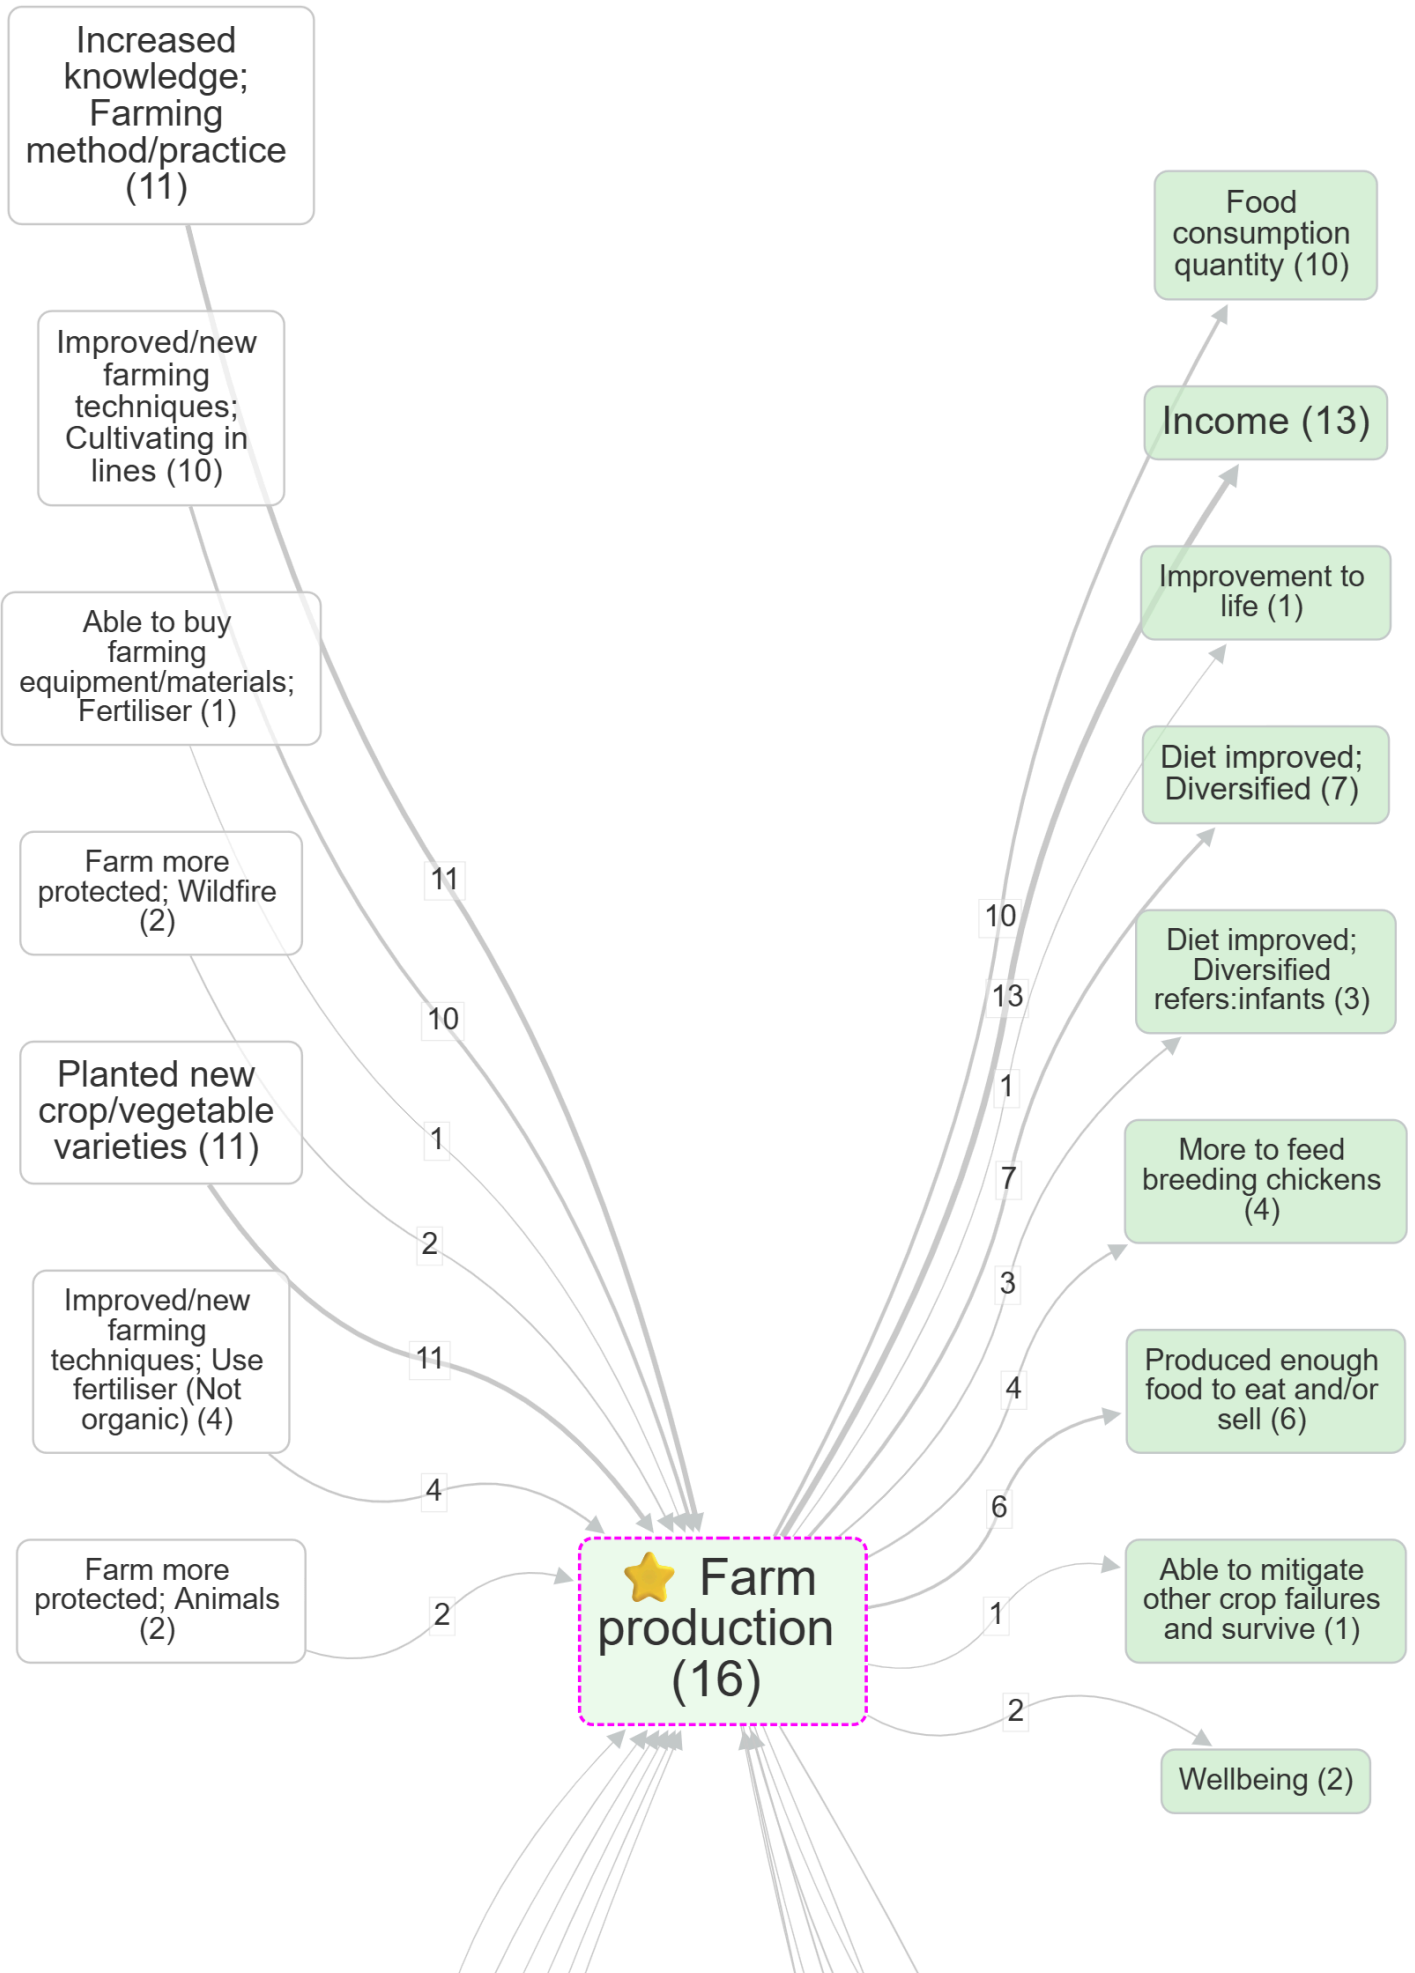 Increased
knowledge;
Farming
method/practice
(11)
Improved/new
farming
techniques;
Cultivating in
lines (10)
Able to buy
farming
equipment/materials;
Fertiliser (1)
Farm more
protected; Wildfire
(2)
Planted new
crop/vegetable
varieties (11)
Improved/new
farming
techniques; Use
fertiliser (Not
organic) (4)
Farm more
protected; Animals
(2)
11
10
1
2
11
4
2
Farm
production
(16)
10
13
1
7
3
4
6
1
2
Food
consumption
quantity (10)
Income (13)
Improvement to
life (1)
Diet improved;
Diversified (7)
Diet improved;
Diversified
refers:infants (3)
More to feed
breeding chickens
(4)
Produced enough
food to eat and/or
sell (6)
Able to mitigate
other crop failures
and survive (1)
Wellbeing (2)